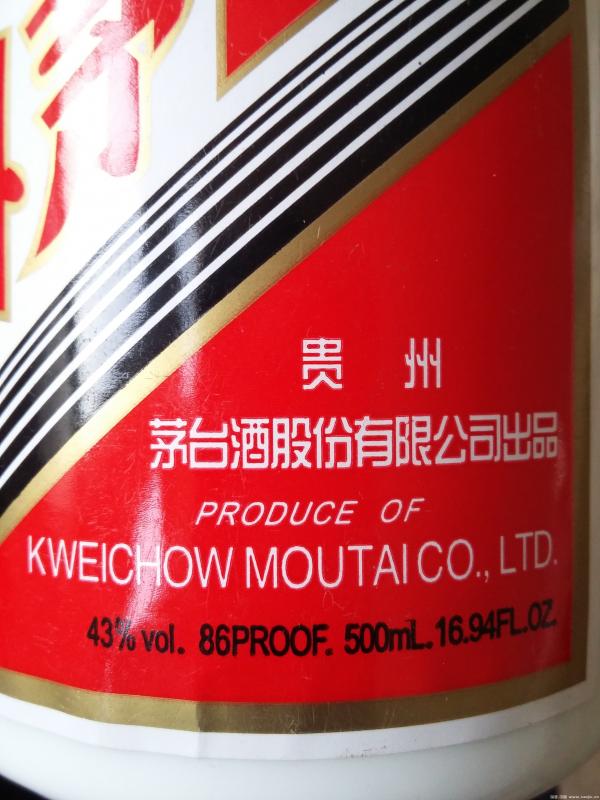 贵州
茅台酒股份有限公司出品
PRODUCE OF
KWEICHOW MOUTAI CO., LTD.
43% vol. 86PROOF. 500mL. 16.94FL.OZ.